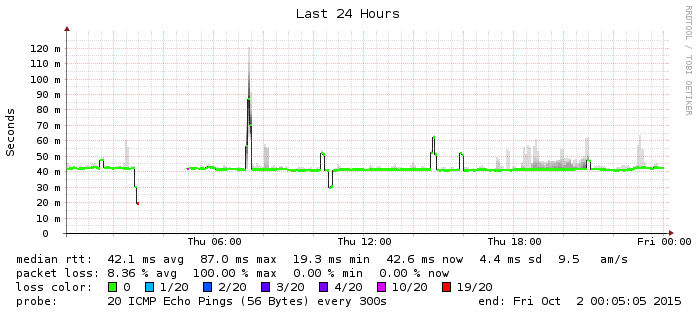 Last 24 Hours
RRDTOOL / TOBI OETIKER
Seconds
120 m
110 m
100 m
90 m
80 m
70 m
60 m
50 m
40 m
30 m
20 m
10 m
0
Thu 06:00 Thu 12:00 Thu 18:00 Fri 00:00
median rtt: 42.1 ms avg 87.0 ms max 19.3 ms min 42.6 ms now 4.4 ms sd 9.5 am/s
packet loss: 8.36 % avg 100.00 % max 0.00 % min 0.00 % now
loss color: 0 1/20 2/20 3/20 4/20 10/20 19/20
probe: 20 ICMP Echo Pings (56 Bytes) every 300s end: Fri Oct 2 00:05:05 2015